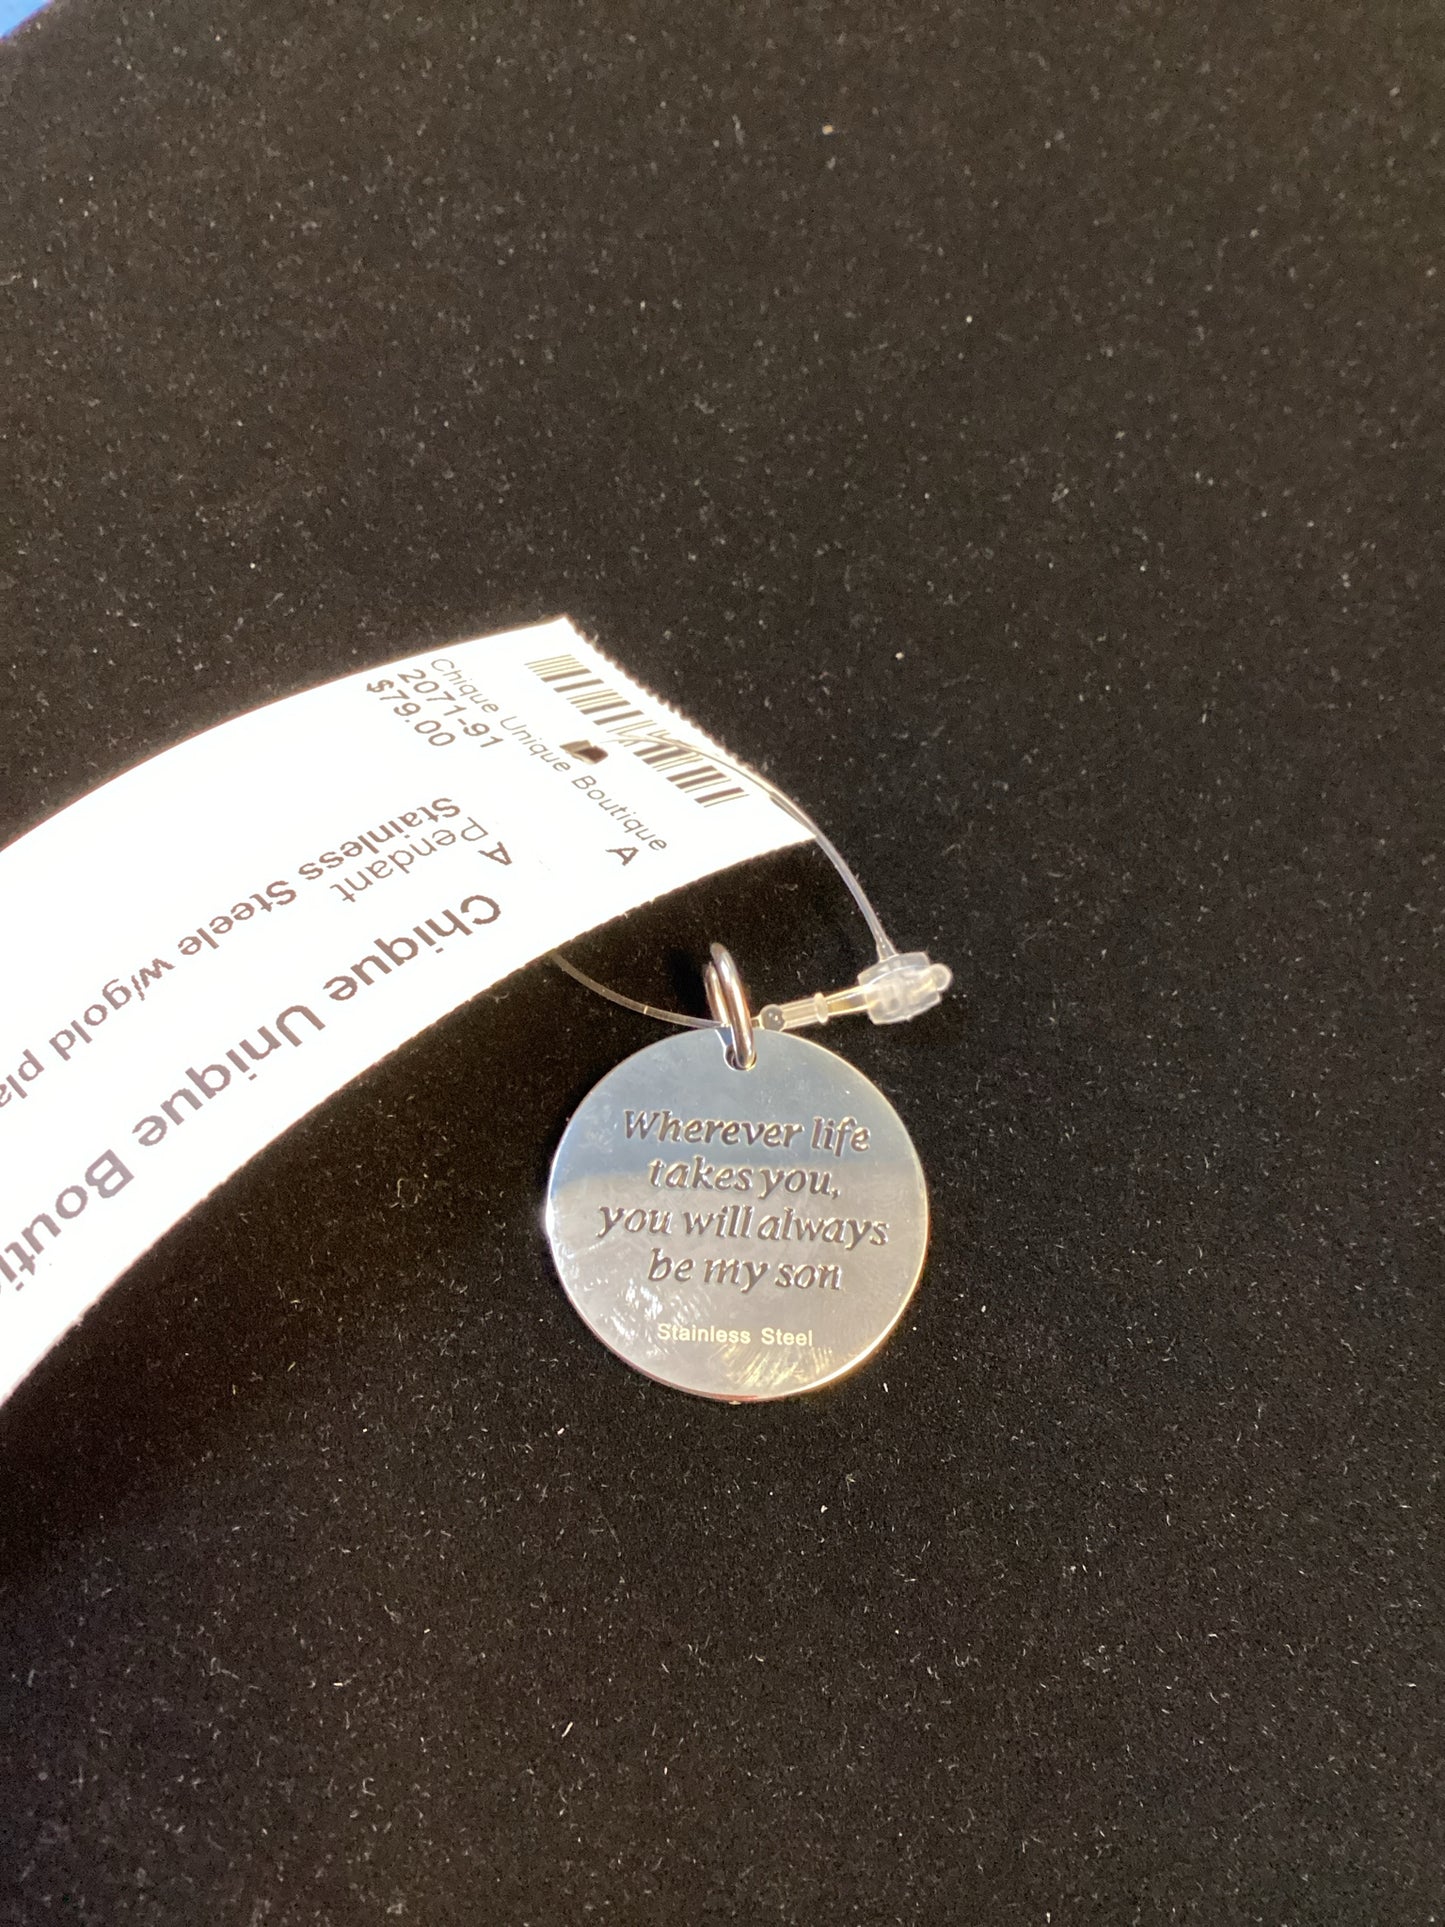 Chique Unique Boutique
2071-91
$79.00
A
A
Pendant
Stainless Steele w/gold
Chique Unique
Wherever life
takes you,
you will always
be my son
Stainless Steel